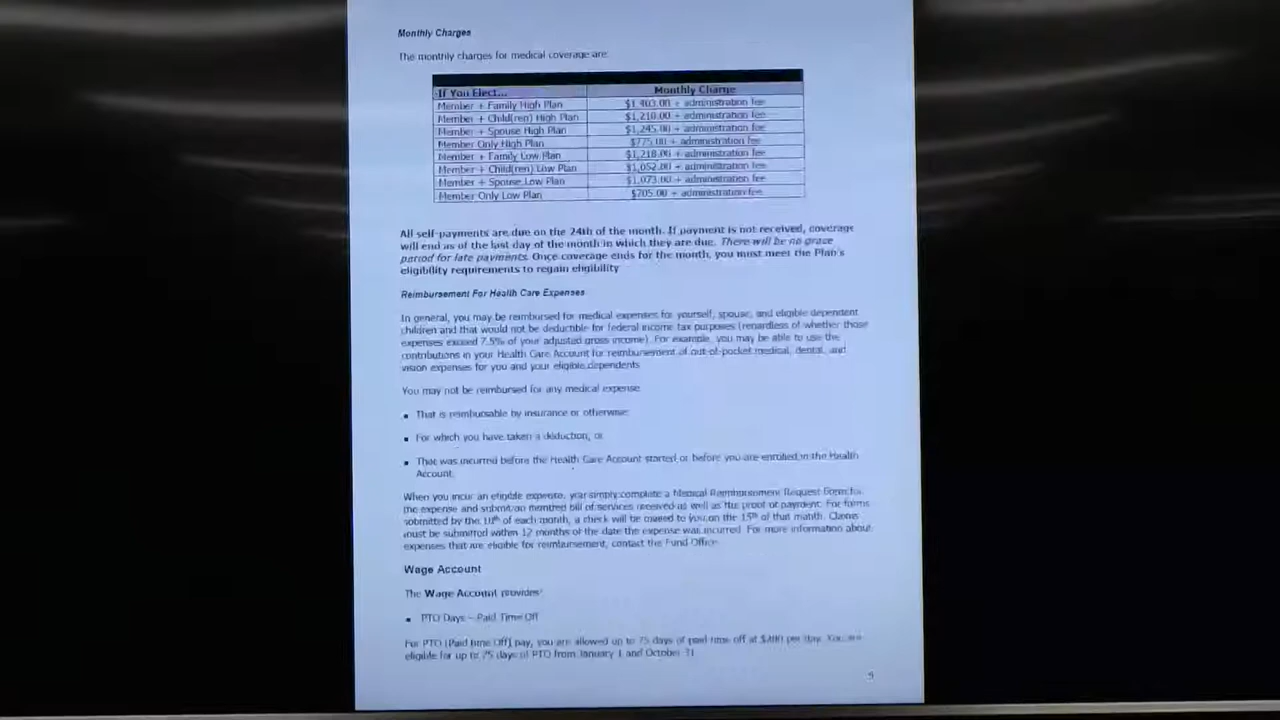 Monthly Charges
The monthly charges for medical coverage are:
If You Elect... Monthly Charge
Member + Family High Plan $1,403.00 + administration fee
Member + Child(ren) High Plan $1,210.00 + administration fee
Member + Spouse High Plan $1,245.00 + administration fee
Member Only High Plan $775.00 + administration fee
Member + Family Low Plan $1,218.00 + administration fee
Member + Child(ren) Low Plan $1,052.00 + administration fee
Member + Spouse Low Plan $1,073.00 + administration fee
Member Only Low Plan $705.00 + administration fee
All self-payments are due on the 24th of the month. If payment is not received, coverage
will end as of the last day of the month in which they are due. There will be no grace
period for late payments. Once coverage ends for the month, you must meet the Plan's
eligibility requirements to regain eligibility
Reimbursement For Health Care Expenses
In general, you may be reimbursed for medical expenses for yourself, spouse, and eligible dependent
children and that would not be deductible for federal income tax purposes (regardless of whether those
expenses exceed 7.5% of your adjusted gross income). For example, you may be able to use the
contributions in your Health Care Account for reimbursement of out-of-pocket medical, dental, and
vision expenses for you and your eligible dependents
You may not be reimbursed for any medical expense
• That is reimbursable by insurance or otherwise;
• For which you have taken a deduction, or
• That was incurred before the Health Care Account started or before you are enrolled in the Health
Account.
When you incur an eligible expense, simply complete a Medical Reimbursement Request Form for
the expense and submit an itemized bill of services received as well as the proof of payment. For forms
submitted by the 10th of each month, a check will be mailed to you on the 15th of that month. Claims
must be submitted within 12 months of the date the expense was incurred. For more information about
expenses that are eligible for reimbursement, contact the Fund Office
Wage Account
The Wage Account provides:
• PTO Days – Paid Time Off
For PTO (Paid Time Off) pay, you are allowed up to 75 days of paid time off at per day. You are
eligible for up to 75 days of PTO from January 1 and October 31
9